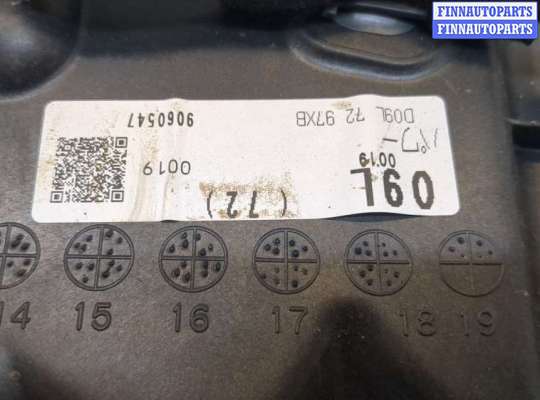 FINNAUTOPARTS
FINNAUTOPARTS
D09L 72 97XB
9060547
0019
0019
09L
(72)
14 15 16 17 18 19